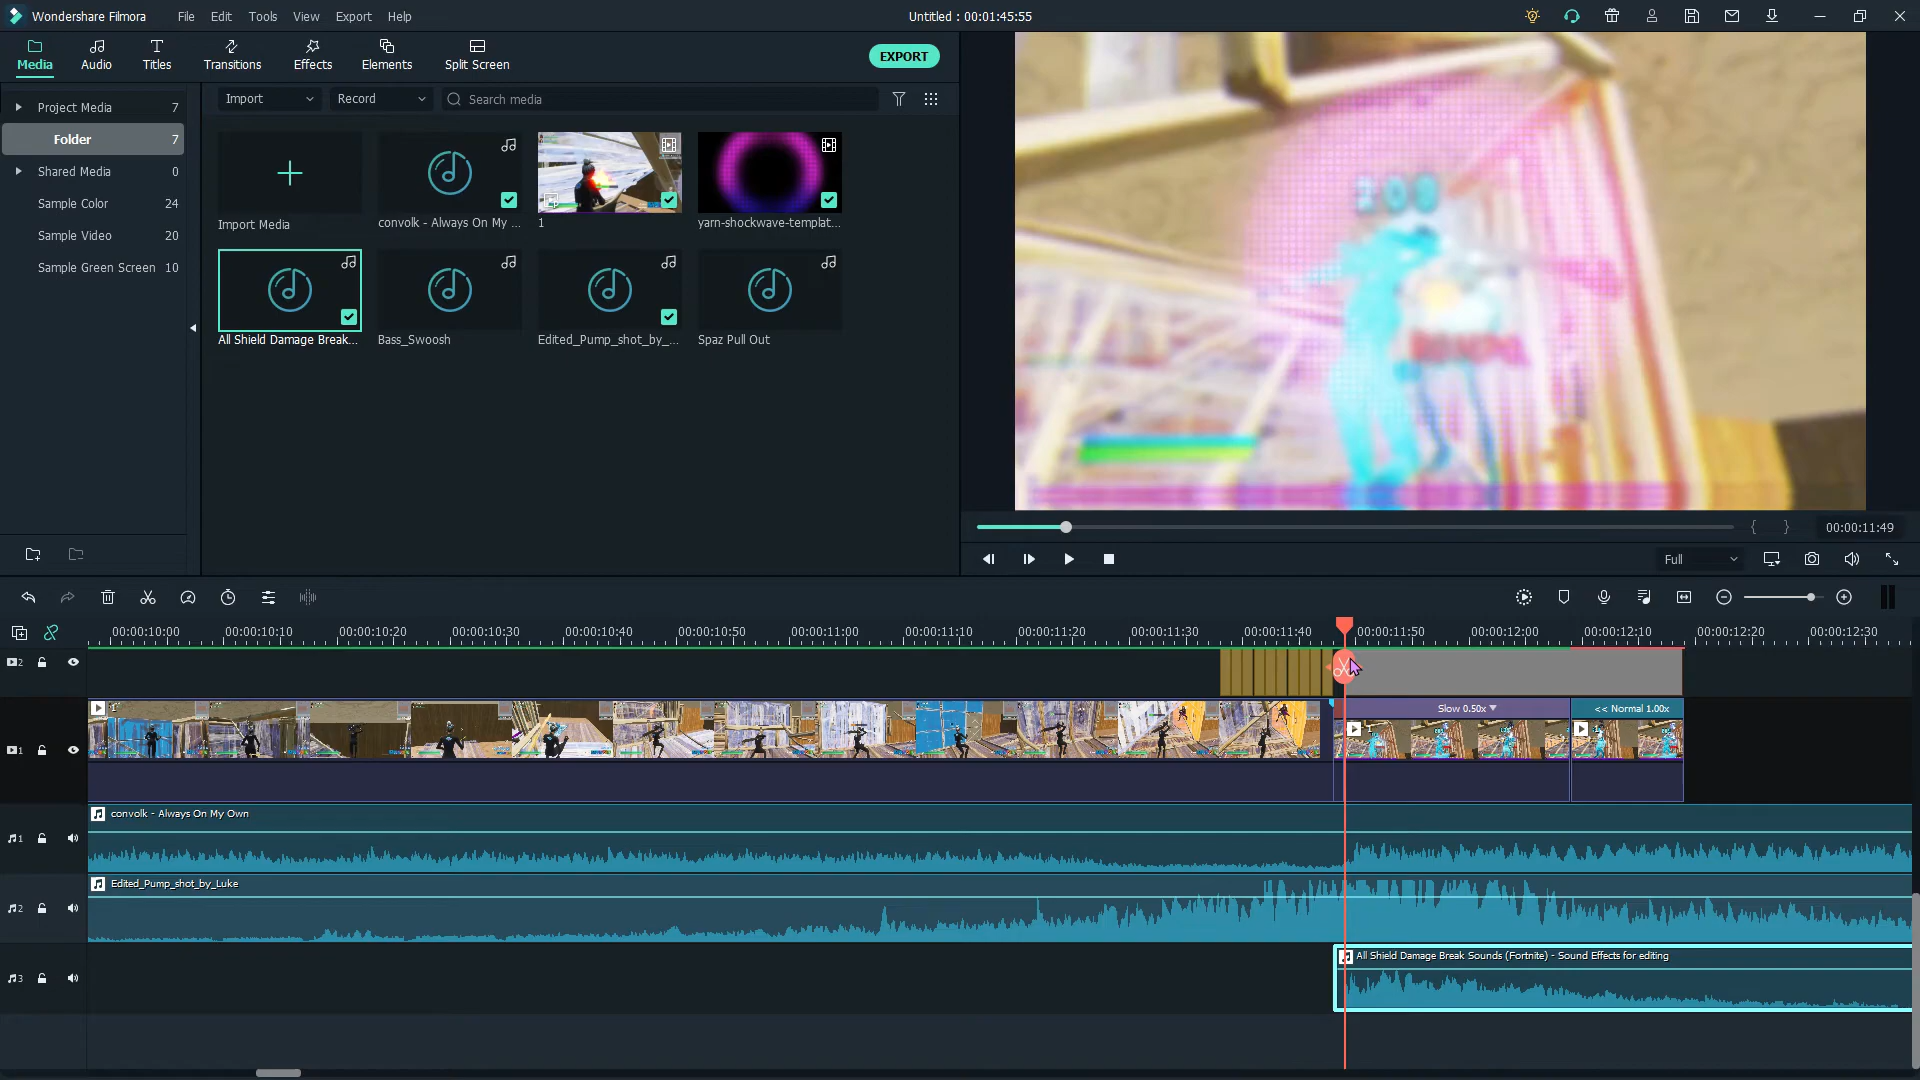 Wondershare Filmora File Edit Tools View Export Help Untitled : 00:01:45:55
Media Audio Titles Transitions Effects Elements Split Screen EXPORT
Import Record Search media
Project Media 7
Folder 7
Shared Media 0
Sample Color 24
Sample Video 20
Sample Green Screen 10
Import Media convolk - Always On My ... 1 yarn-shockwave-templat...
All Shield Damage Break... Bass_Swoosh Edited_Pump_shot_by_... Spaz Pull Out
200
{ } 00:00:11:49
Full
00:00:10:00 00:00:10:10 00:00:10:20 00:00:10:30 00:00:10:40 00:00:10:50 00:00:11:00 00:00:11:10 00:00:11:20 00:00:11:30 00:00:11:40 00:00:11:50 00:00:12:00 00:00:12:10 00:00:12:20 00:00:12:30
2
1
Slow 0.50x << Normal 1.00x
1
convolk - Always On My Own
1
Edited_Pump_shot_by_Luke
2
All Shield Damage Break Sounds (Fortnite) - Sound Effects for editing
3